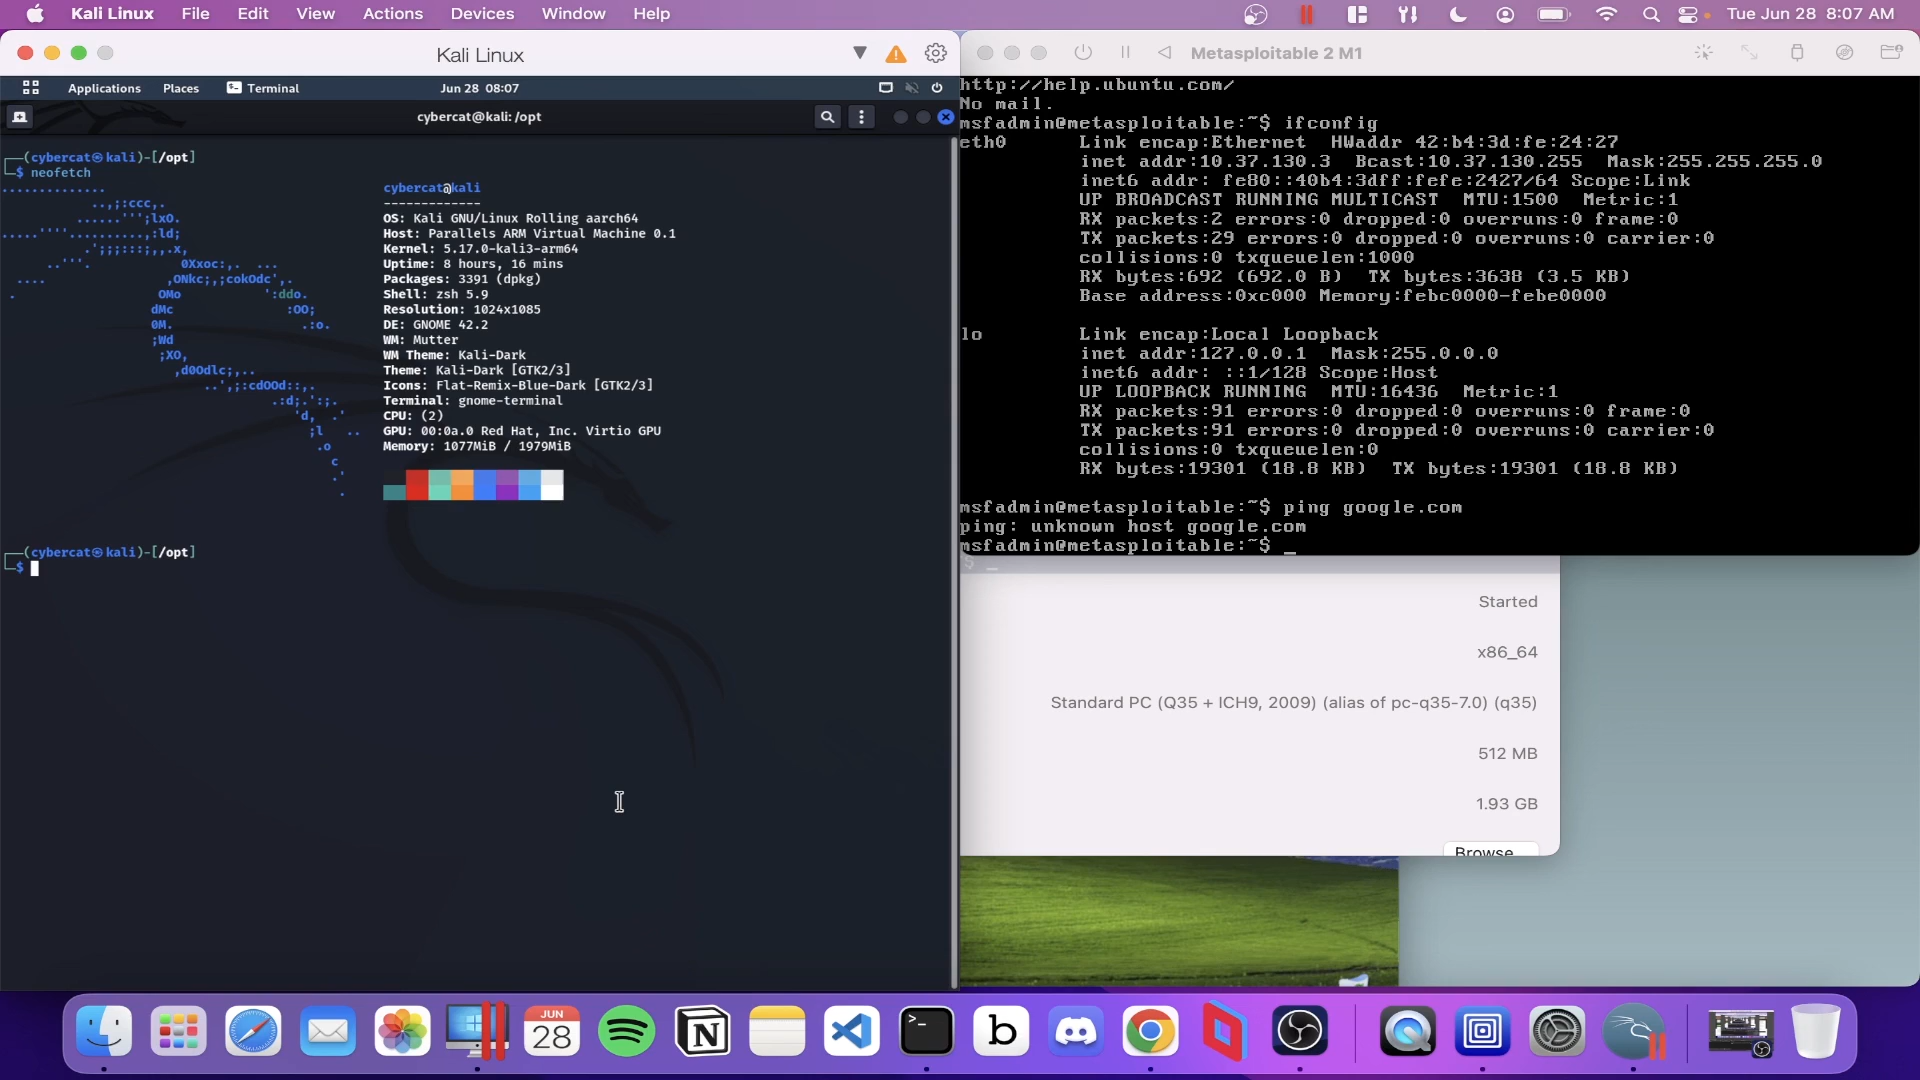 Kali Linux File Edit View Actions Devices Window Help
Tue Jun 28 8:07 AM
Kali Linux
Applications Places Terminal Jun 28 08:07
cybercat@kali: /opt
(cybercat㉿kali)-[/opt]
$ neofetch
cybercat@kali
-------------
OS: Kali GNU/Linux Rolling aarch64
Host: Parallels ARM Virtual Machine 0.1
Kernel: 5.17.0-kali3-arm64
Uptime: 8 hours, 16 mins
Packages: 3391 (dpkg)
Shell: zsh 5.9
Resolution: 1024x1085
DE: GNOME 42.2
WM: Mutter
WM Theme: Kali-Dark
Theme: Kali-Dark [GTK2/3]
Icons: Flat-Remix-Blue-Dark [GTK2/3]
Terminal: gnome-terminal
CPU: (2)
GPU: 00:0a.0 Red Hat, Inc. Virtio GPU
Memory: 1077MiB / 1979MiB
(cybercat㉿kali)-[/opt]
$
Metasploitable 2 M1
http://help.ubuntu.com/
No mail.
msfadmin@metasploitable:~$ ifconfig
eth0 Link encap:Ethernet HWaddr 42:b4:3d:fe:24:27
inet addr:10.37.130.3 Bcast:10.37.130.255 Mask:255.255.255.0
inet6 addr: fe80::40b4:3dff:fefe:2427/64 Scope:Link
UP BROADCAST RUNNING MULTICAST MTU:1500 Metric:1
RX packets:2 errors:0 dropped:0 overruns:0 frame:0
TX packets:29 errors:0 dropped:0 overruns:0 carrier:0
collisions:0 txqueuelen:1000
RX bytes:692 (692.0 B) TX bytes:3638 (3.5 KB)
Base address:0xc000 Memory:febc0000-febe0000
lo Link encap:Local Loopback
inet addr:127.0.0.1 Mask:255.0.0.0
inet6 addr: ::1/128 Scope:Host
UP LOOPBACK RUNNING MTU:16436 Metric:1
RX packets:91 errors:0 dropped:0 overruns:0 frame:0
TX packets:91 errors:0 dropped:0 overruns:0 carrier:0
collisions:0 txqueuelen:0
RX bytes:19301 (18.8 KB) TX bytes:19301 (18.8 KB)
msfadmin@metasploitable:~$ ping google.com
ping: unknown host google.com
msfadmin@metasploitable:~$ _
Started
x86_64
Standard PC (Q35 + ICH9, 2009) (alias of pc-q35-7.0) (q35)
512 MB
1.93 GB
Browse
JUN
28